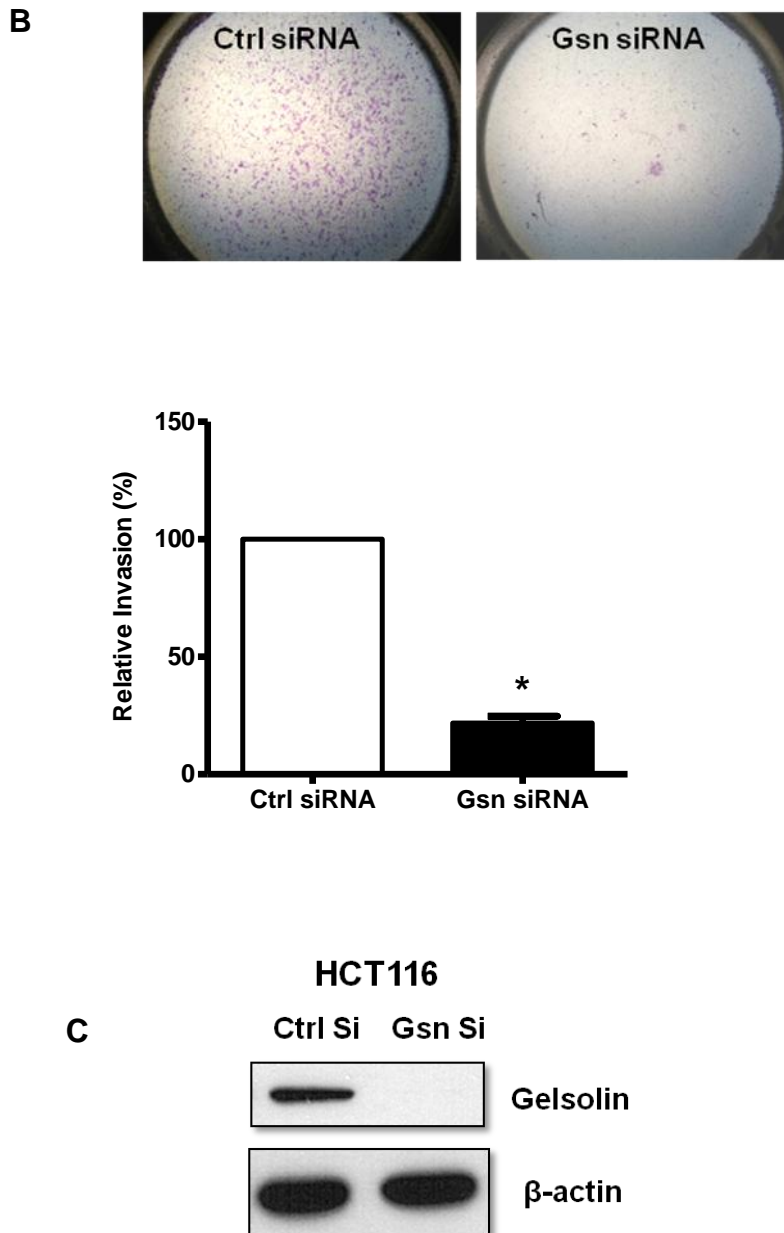 B
Ctrl siRNA Gsn siRNA
150
100
50
0
Relative Invasion (%)
*
Ctrl siRNA Gsn siRNA
HCT116
C
Ctrl Si Gsn Si
Gelsolin
β-actin